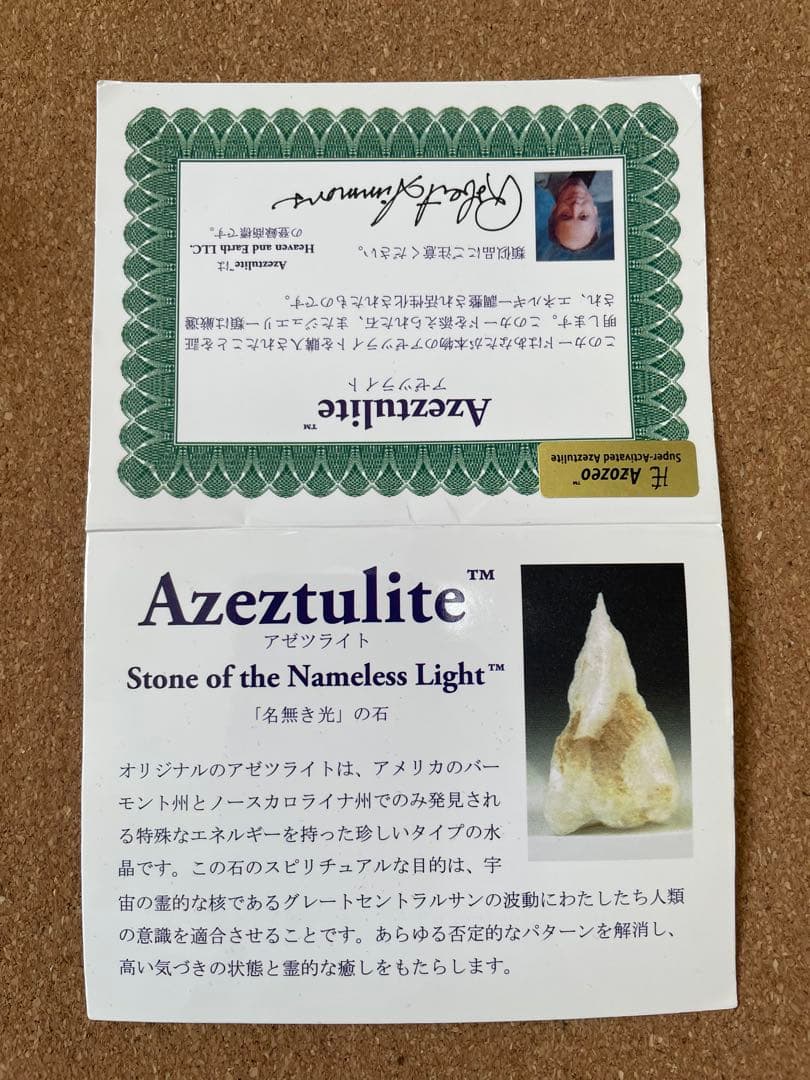 Azeztulite™
アゼツライト
このカードはあなたが本物のアゼツライトを購入されたことを証
明します。このカードを添えられた石、またジュエリー類は厳選
され、エネルギー調整され活性化されたものです。
類似品にご注意ください。
Azeztulite™は
Heaven and Earth LLC.
の登録商標です。
Robert Simmons
Azozeo™
Super-Activated Azeztulite
Azeztulite™
アゼツライト
Stone of the Nameless Light™
「名無き光」の石
オリジナルのアゼツライトは、アメリカのバー
モント州とノースカロライナ州でのみ発見され
る特殊なエネルギーを持った珍しいタイプの水
晶です。この石のスピリチュアルな目的は、宇
宙の霊的な核であるグレートセントラルサンの波動にわたしたち人類
の意識を適合させることです。あらゆる否定的なパターンを解消し、
高い気づきの状態と霊的な癒しをもたらします。